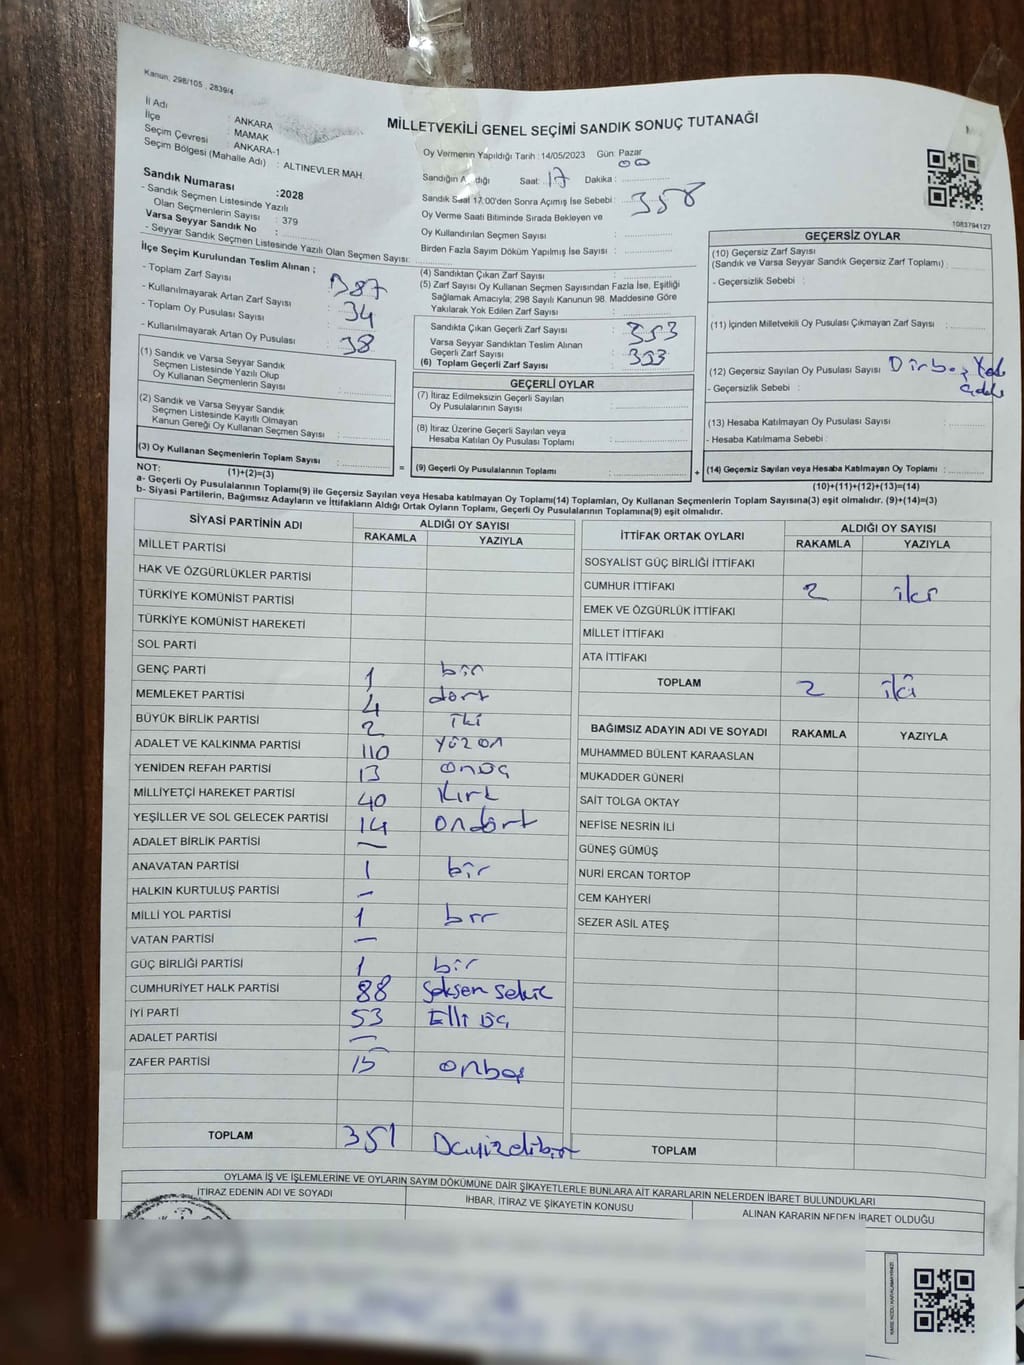 Kanun, 298/105 , 2839/4
MİLLETVEKİLİ GENEL SEÇİMİ SANDIK SONUÇ TUTANAĞI
İl Adı : ANKARA
İlçe : MAMAK
Seçim Çevresi : ANKARA-1
Seçim Bölgesi (Mahalle Adı) : ALTINEVLER MAH.
Sandık Numarası :2028
- Sandık Seçmen Listesinde Yazılı
Olan Seçmenlerin Sayısı : 379
Varsa Seyyar Sandık No :
- Seyyar Sandık Seçmen Listesinde Yazılı Olan Seçmen Sayısı:
Oy Vermenin Yapıldığı Tarih : 14/05/2023 Gün: Pazar
Sandığın Saat: 17 Dakika : 00
Sandık Saat 17.00'den Sonra Açılmış İse Sebebi :
358
Oy Verme Saati Bitiminde Sırada Bekleyen ve
Oy Kullandırılan Seçmen Sayısı :
Birden Fazla Sayım Döküm Yapılmış İse Sayısı :
1083794127
İlçe Seçim Kurulundan Teslim Alınan ;
- Toplam Zarf Sayısı : 387
- Kullanılmayarak Artan Zarf Sayısı : 34
- Toplam Oy Pusulası Sayısı :
- Kullanılmayarak Artan Oy Pusulası : 38
(1) Sandık ve Varsa Seyyar Sandık
Seçmen Listesinde Yazılı Olup
Oy Kullanan Seçmenlerin Sayısı :
(2) Sandık ve Varsa Seyyar Sandık
Seçmen Listesinde Kayıtlı Olmayan
Kanun Gereği Oy Kullanan Seçmen Sayısı :
(3) Oy Kullanan Seçmenlerin Toplam Sayısı :
(1)+(2)=(3)
(4) Sandıktan Çıkan Zarf Sayısı :
(5) Zarf Sayısı Oy Kullanan Seçmen Sayısından Fazla İse, Eşitliği
Sağlamak Amacıyla; 298 Sayılı Kanunun 98. Maddesine Göre
Yakılarak Yok Edilen Zarf Sayısı :
Sandıkta Çıkan Geçerli Zarf Sayısı : 353
Varsa Seyyar Sandıktan Teslim Alınan
Geçerli Zarf Sayısı :
(6) Toplam Geçerli Zarf Sayısı : 353
GEÇERLİ OYLAR
(7) İtiraz Edilmeksizin Geçerli Sayılan
Oy Pusulalarının Sayısı :
(8) İtiraz Üzerine Geçerli Sayılan veya
Hesaba Katılan Oy Pusulası Toplamı :
= (9) Geçerli Oy Pusulalarının Toplamı :
GEÇERSİZ OYLAR
(10) Geçersiz Zarf Sayısı
(Sandık ve Varsa Seyyar Sandık Geçersiz Zarf Toplamı) :
- Geçersizlik Sebebi :
(11) İçinden Milletvekili Oy Pusulası Çıkmayan Zarf Sayısı :
(12) Geçersiz Sayılan Oy Pusulası Sayısı :
- Geçersizlik Sebebi :
(13) Hesaba Katılmayan Oy Pusulası Sayısı :
- Hesaba Katılmama Sebebi :
+ (14) Geçersiz Sayılan veya Hesaba Katılmayan Oy Toplamı :
(10)+(11)+(12)+(13)=(14)
NOT:
a- Geçerli Oy Pusulalarının Toplamı(9) ile Geçersiz Sayılan veya Hesaba katılmayan Oy Toplamı(14) Toplamları, Oy Kullanan Seçmenlerin Toplam Sayısına(3) eşit olmalıdır. (9)+(14)=(3)
b- Siyasi Partilerin, Bağımsız Adayların ve İttifakların Aldığı Ortak Oyların Toplamı, Geçerli Oy Pusulalarının Toplamına(9) eşit olmalıdır.
SİYASİ PARTİNİN ADI ALDIĞI OY SAYISI
RAKAMLA YAZIYLA
MİLLET PARTİSİ
HAK VE ÖZGÜRLÜKLER PARTİSİ
TÜRKİYE KOMÜNİST PARTİSİ
TÜRKİYE KOMÜNİST HAREKETİ
SOL PARTİ
GENÇ PARTİ 1 bir
MEMLEKET PARTİSİ 4 dört
BÜYÜK BİRLİK PARTİSİ 2 iki
ADALET VE KALKINMA PARTİSİ 110 yüzon
YENİDEN REFAH PARTİSİ 13 onüç
MİLLİYETÇİ HAREKET PARTİSİ 40 Kırk
YEŞİLLER VE SOL GELECEK PARTİSİ 14 ondört
ADALET BİRLİK PARTİSİ —
ANAVATAN PARTİSİ 1 bir
HALKIN KURTULUŞ PARTİSİ —
MİLLİ YOL PARTİSİ 1 bir
VATAN PARTİSİ —
GÜÇ BİRLİĞİ PARTİSİ 1 bir
CUMHURİYET HALK PARTİSİ 88 Seksen sekiz
İYİ PARTİ 53 Elli üç
ADALET PARTİSİ —
ZAFER PARTİSİ 15 onbeş
TOPLAM 351
İTTİFAK ORTAK OYLARI ALDIĞI OY SAYISI
RAKAMLA YAZIYLA
SOSYALİST GÜÇ BİRLİĞİ İTTİFAKI
CUMHUR İTTİFAKI 2 iki
EMEK VE ÖZGÜRLÜK İTTİFAKI
MİLLET İTTİFAKI
ATA İTTİFAKI
TOPLAM 2 iki
BAĞIMSIZ ADAYIN ADI VE SOYADI RAKAMLA YAZIYLA
MUHAMMED BÜLENT KARAASLAN
MUKADDER GÜNERİ
SAİT TOLGA OKTAY
NEFİSE NESRİN İLİ
GÜNEŞ GÜMÜŞ
NURİ ERCAN TORTOP
CEM KAHYERİ
SEZER ASİL ATEŞ
TOPLAM
OYLAMA İŞ VE İŞLEMLERİNE VE OYLARIN SAYIM DÖKÜMÜNE DAİR ŞİKAYETLERLE BUNLARA AİT KARARLARIN NELERDEN İBARET BULUNDUKLARI
İTİRAZ EDENİN ADI VE SOYADI İHBAR, İTİRAZ VE ŞİKAYETİN KONUSU ALINAN KARARIN NEDEN İBARET OLDUĞU